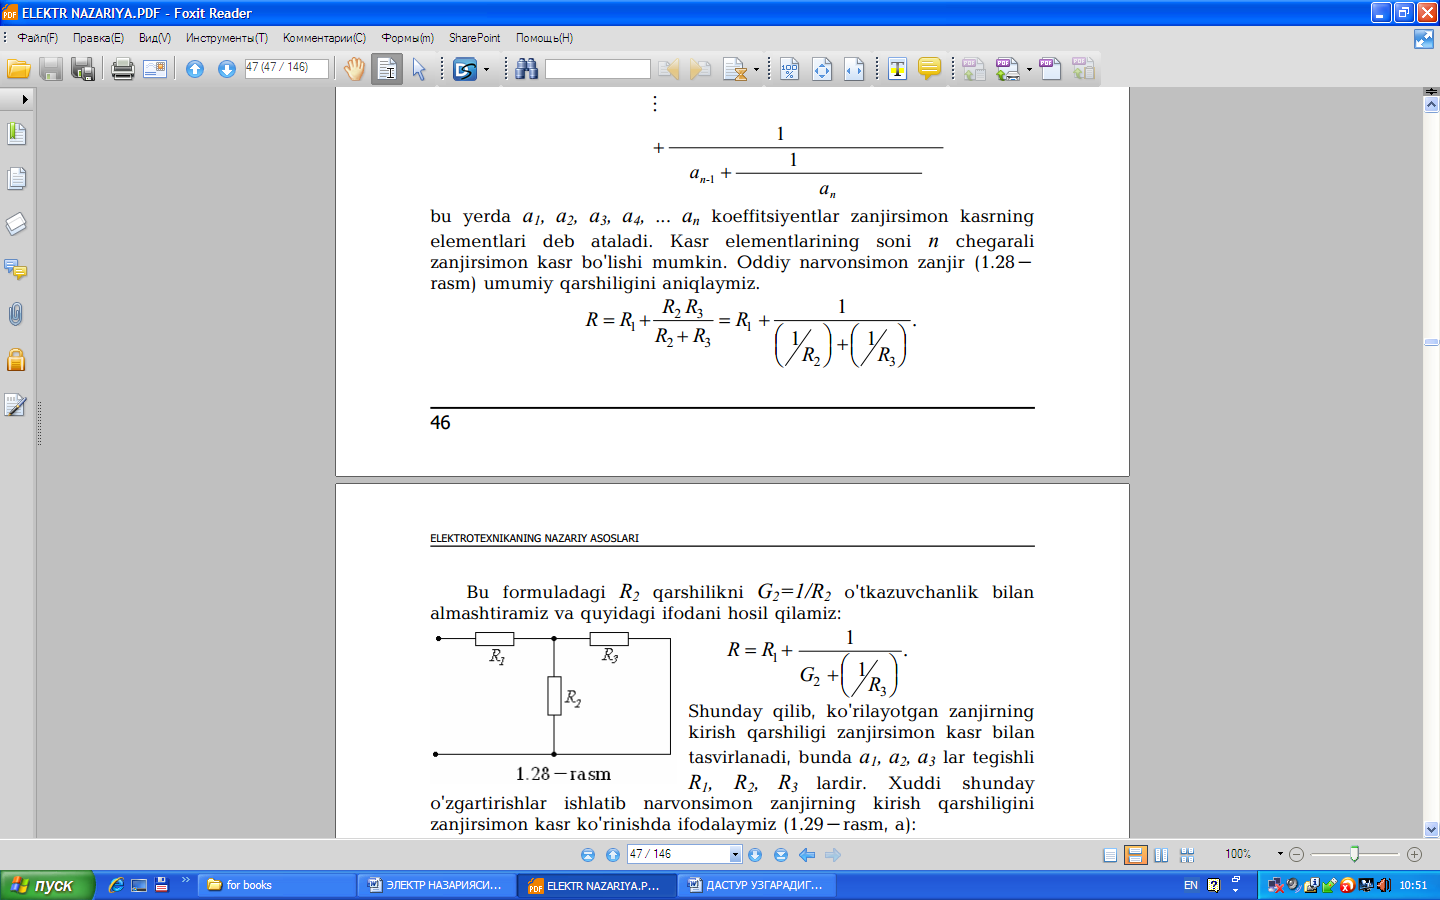 ELEKTR NAZARIYA.PDF - Foxit Reader
Файл(F) Правка(E) Вид(V) Инструменты(T) Комментарии(C) Формы(m) SharePoint Помощь(H)
47 (47 / 146)
⋮
+ 1
a_{n-1} + 1
a_n
bu yerda a1, a2, a3, a4, ... an koeffitsiyentlar zanjirsimon kasrning
elementlari deb ataladi. Kasr elementlarining soni n chegarali
zanjirsimon kasr bo'lishi mumkin. Oddiy narvonsimon zanjir (1.28−
rasm) umumiy qarshiligini aniqlaymiz.
R = R1 + R2 R3 / (R2 + R3) = R1 + 1 / ((1/R2) + (1/R3)).
46
ELEKTROTEXNIKANING NAZARIY ASOSLARI
Bu formuladagi R2 qarshilikni G2=1/R2 o'tkazuvchanlik bilan
almashtiramiz va quyidagi ifodani hosil qilamiz:
R1 R3
R2
1.28−rasm
R = R1 + 1 / (G2 + (1/R3)).
Shunday qilib, ko'rilayotgan zanjirning
kirish qarshiligi zanjirsimon kasr bilan
tasvirlanadi, bunda a1, a2, a3 lar tegishli
R1, R2, R3 lardir. Xuddi shunday
o'zgartirishlar ishlatib narvonsimon zanjirning kirish qarshiligini
zanjirsimon kasr ko'rinishda ifodalaymiz (1.29−rasm, a):
47 / 146 100%
пуск for books ЭЛЕКТР НАЗАРИЯСИ... ELEKTR NAZARIYA.P... ДАСТУР УЗГАРАДИГ... EN 10:51